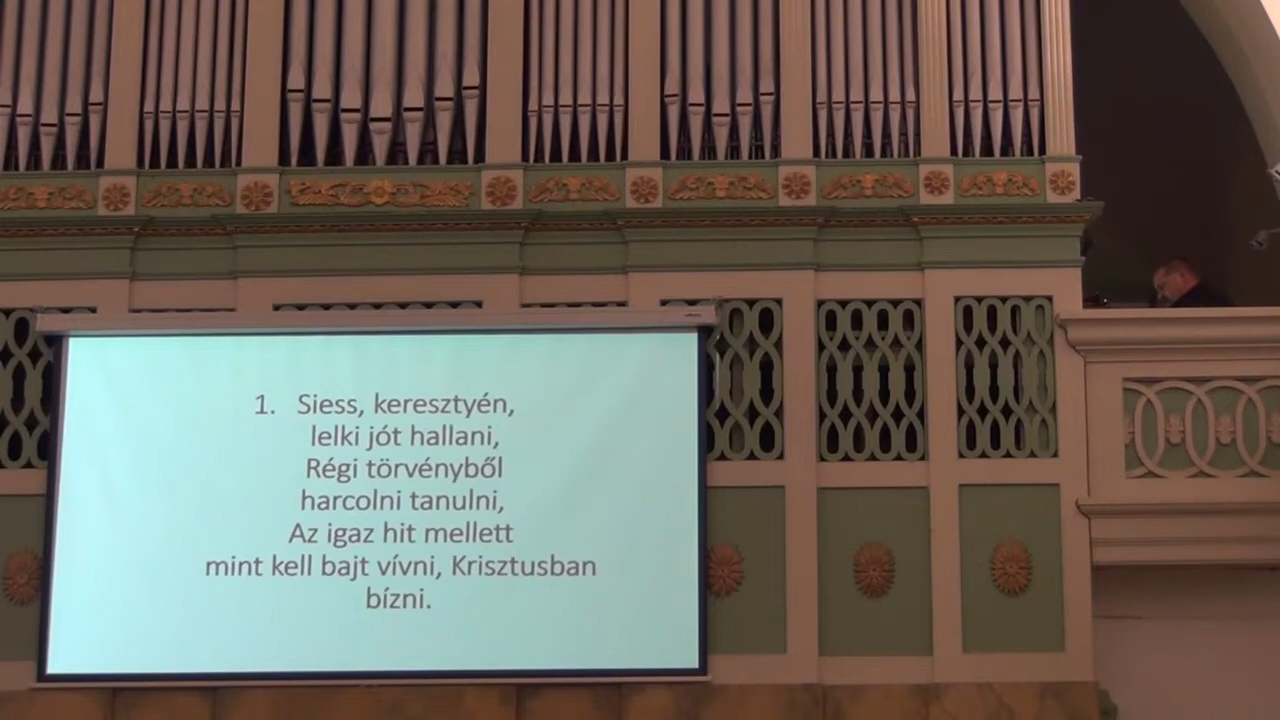 1. Siess, keresztyén,
lelki jót hallani,
Régi törvényből
harcolni tanulni,
Az igaz hit mellett
mint kell bajt vívni, Krisztusban
bízni.